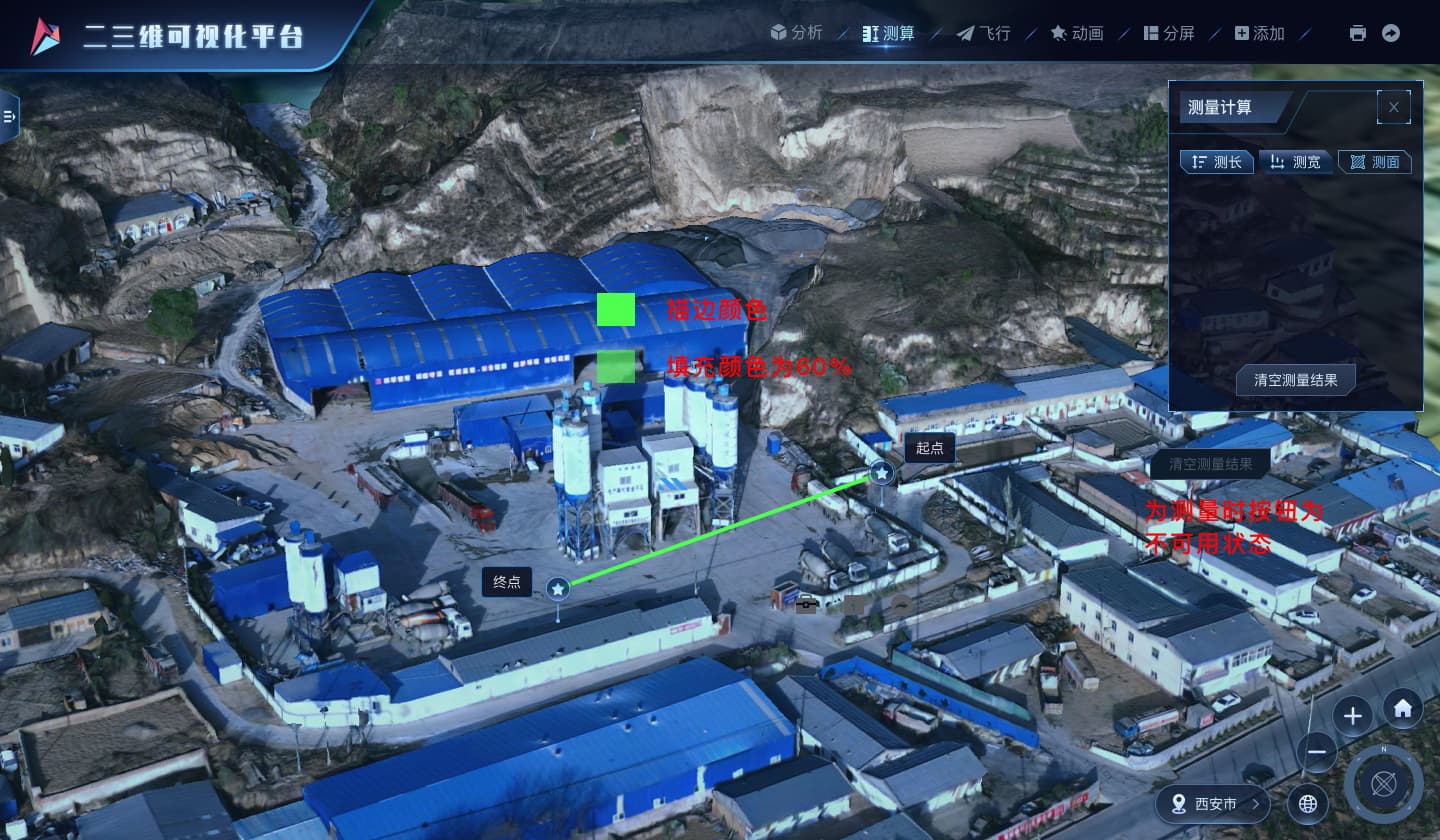 二三维可视化平台
分析
测算
飞行
动画
分屏
添加
测量计算
测长
测宽
测面
清空测量结果
描边颜色
填充颜色为60%
起点
清空测量结果
为测量时按钮为
不可用状态
终点
N
西安市